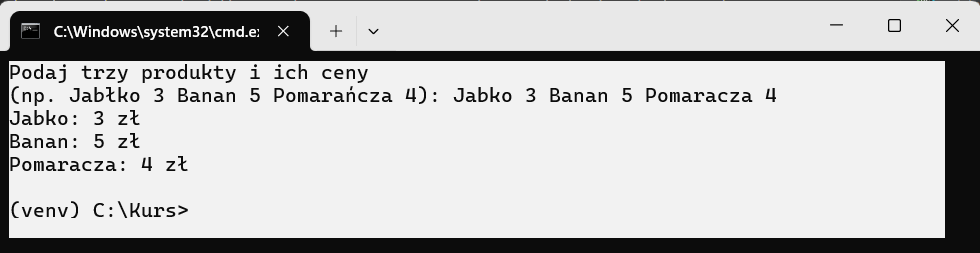 C:\Windows\system32\cmd.e
Podaj trzy produkty i ich ceny
(np. Jabłko 3 Banan 5 Pomarańcza 4): Jabko 3 Banan 5 Pomaracza 4
Jabko: 3 zł
Banan: 5 zł
Pomaracza: 4 zł
(venv) C:\Kurs>